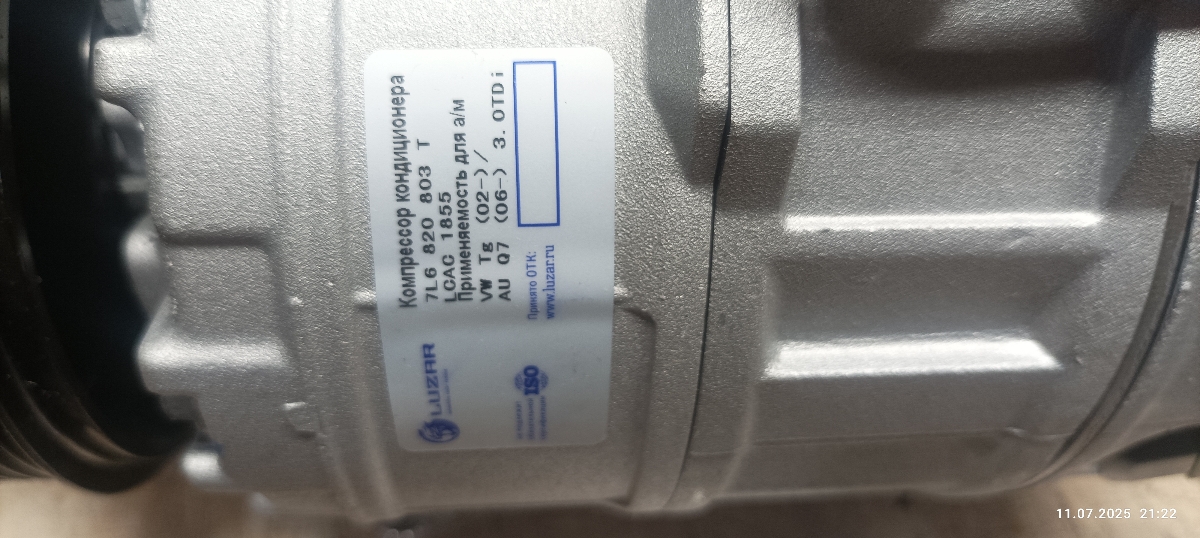 Компрессор кондиционера
7L6 820 803 T
LCAC 1855
Применяемость для а/м
VW Tg (02-)/
AU Q7 (06-) 3.0TDi
Принято ОТК:
www.luzar.ru
LUZAR
ISO
11.07.2025 21:22